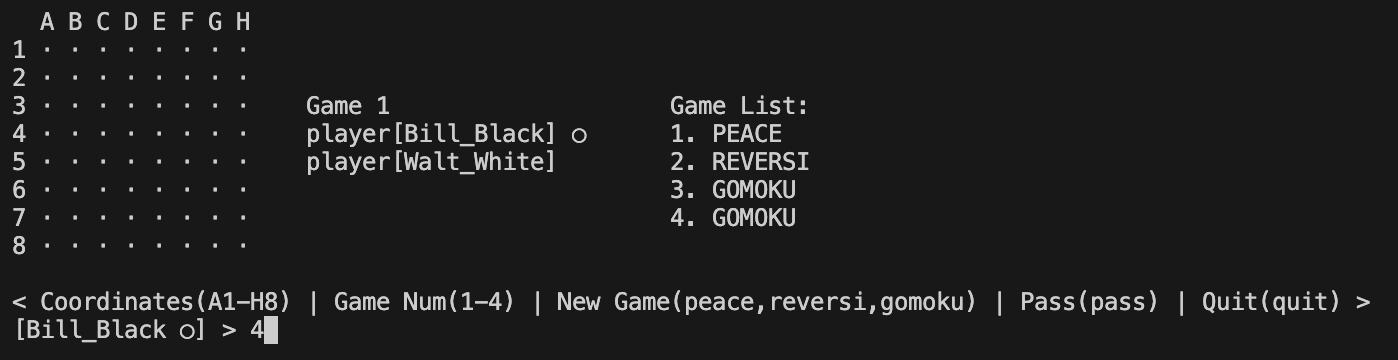 A B C D E F G H
1 · · · · · · · ·
2 · · · · · · · ·
3 · · · · · · · ·    Game 1                    Game List:
4 · · · · · · · ·    player[Bill_Black] ○      1. PEACE
5 · · · · · · · ·    player[Walt_White]        2. REVERSI
6 · · · · · · · ·                              3. GOMOKU
7 · · · · · · · ·                              4. GOMOKU
8 · · · · · · · ·
< Coordinates(A1-H8) | Game Num(1-4) | New Game(peace,reversi,gomoku) | Pass(pass) | Quit(quit) >
[Bill_Black ○] > 4